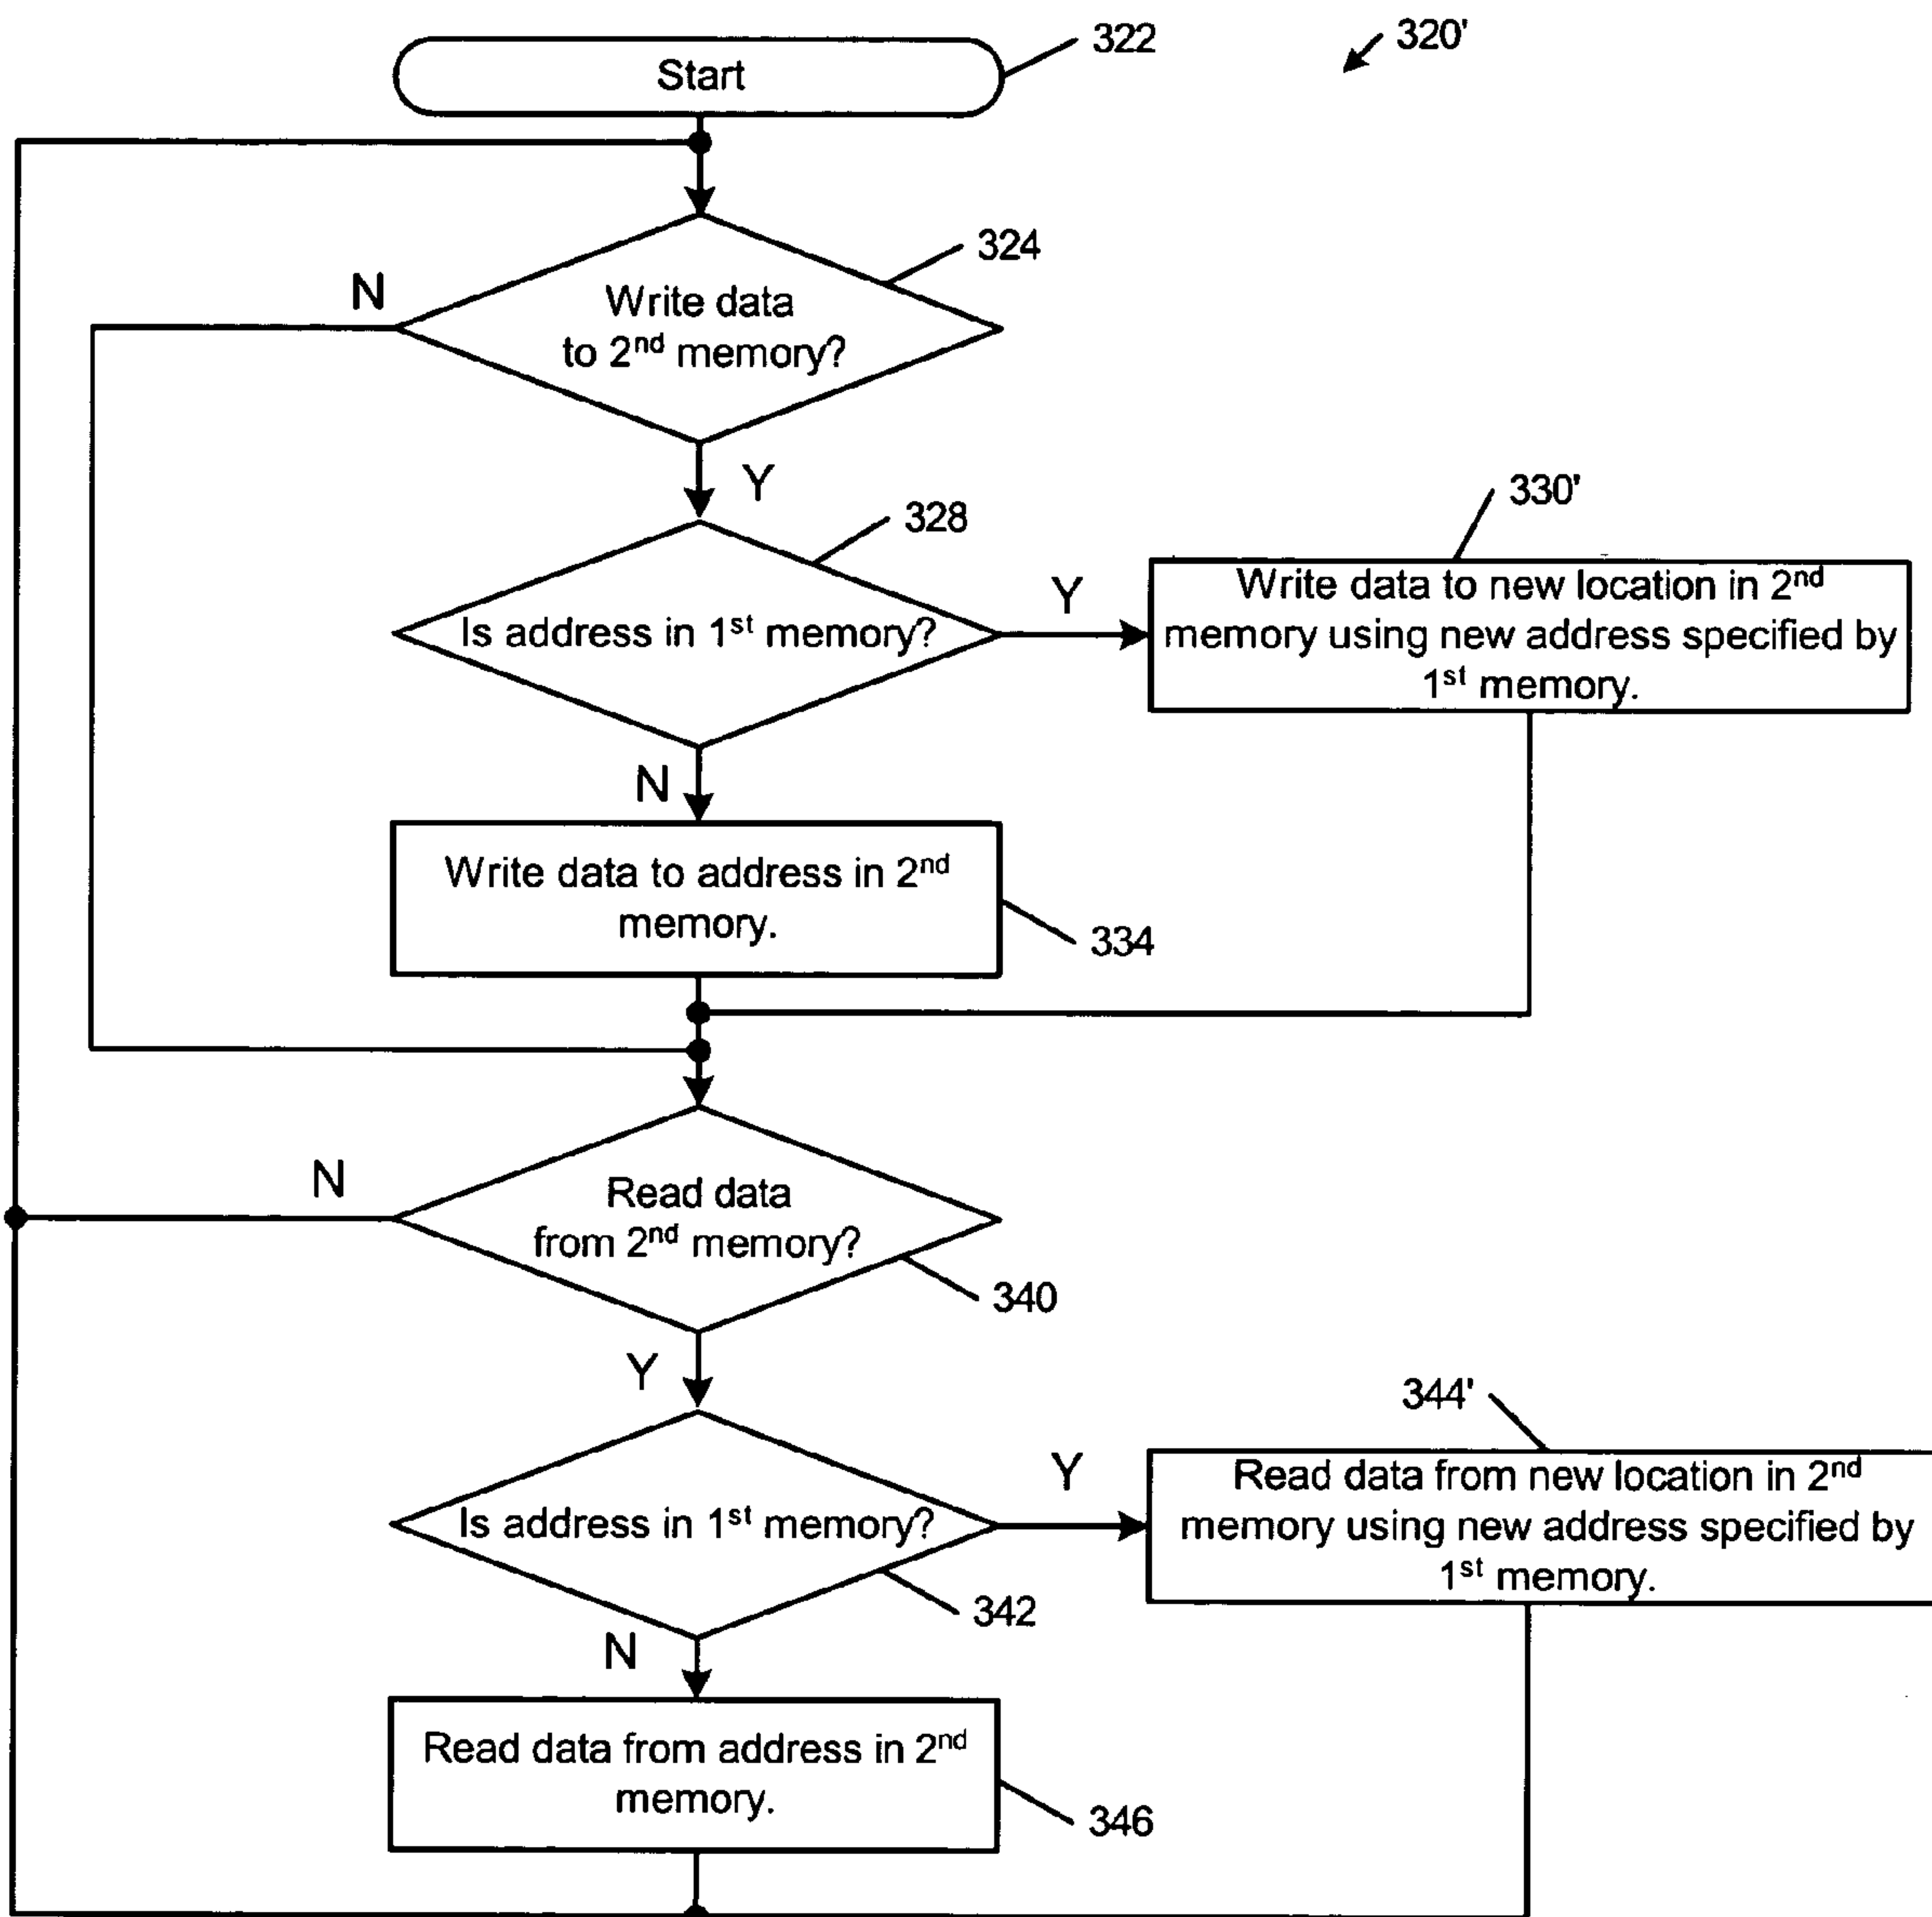 322
320'
Start
324
N
Write data
to 2nd memory?
Y
328
330'
Is address in 1st memory?
Y
Write data to new location in 2nd
memory using new address specified by
1st memory.
N
Write data to address in 2nd
memory.
334
N
Read data
from 2nd memory?
340
Y
344'
Is address in 1st memory?
Y
Read data from new location in 2nd
memory using new address specified by
1st memory.
342
N
Read data from address in 2nd
memory.
346